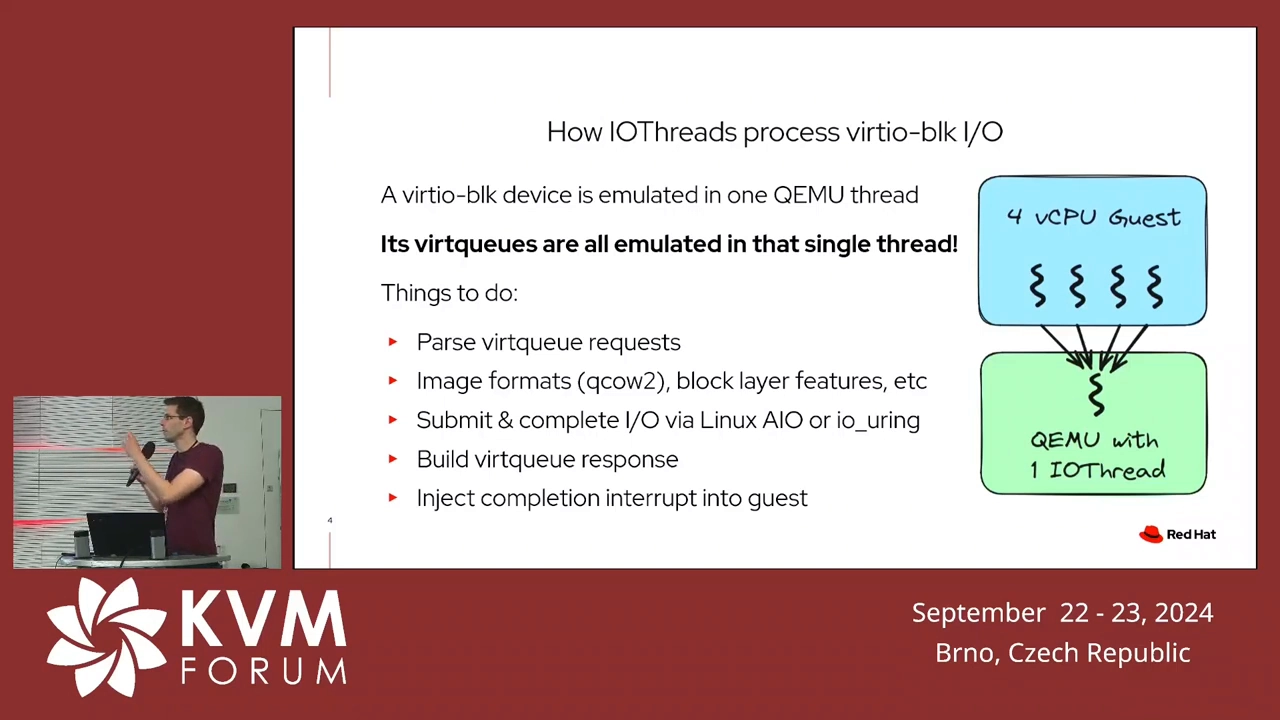 How IOThreads process virtio-blk I/O
A virtio-blk device is emulated in one QEMU thread
Its virtqueues are all emulated in that single thread!
Things to do:
Parse virtqueue requests
Image formats (qcow2), block layer features, etc
Submit & complete I/O via Linux AIO or io_uring
Build virtqueue response
Inject completion interrupt into guest
4 vCPU Guest
QEMU with
1 IOThread
4
Red Hat
KVM
FORUM
September 22 - 23, 2024
Brno, Czech Republic